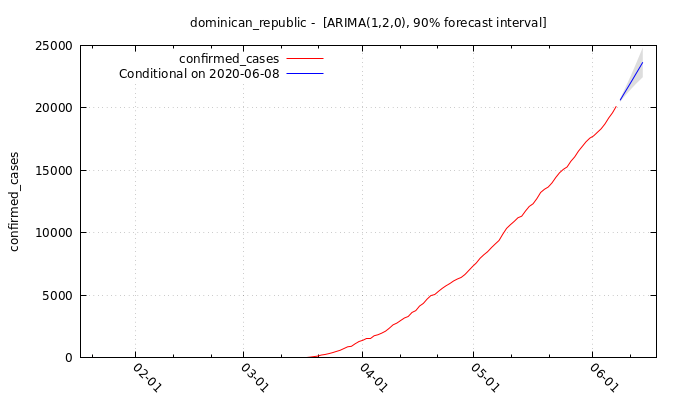 dominican_republic -  [ARIMA(1,2,0), 90% forecast interval]
25000
20000
15000
10000
5000
0
confirmed_cases
confirmed_cases
Conditional on 2020-06-08
02-01
03-01
04-01
05-01
06-01